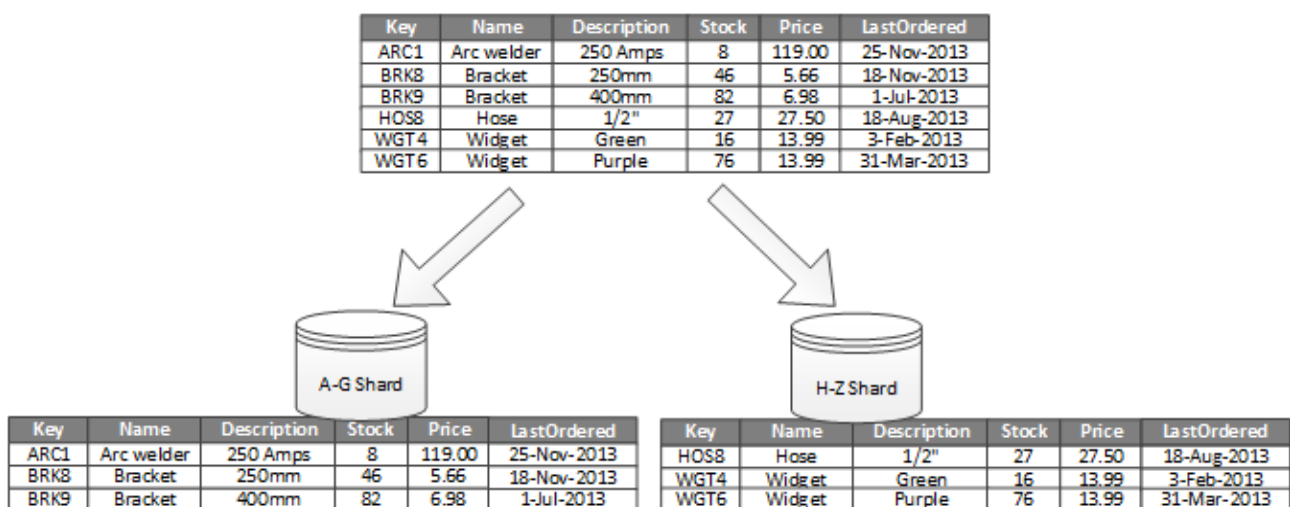 Key Name Description Stock Price LastOrdered
ARC1 Arc welder 250 Amps 8 119.00 25-Nov-2013
BRK8 Bracket 250mm 46 5.66 18-Nov-2013
BRK9 Bracket 400mm 82 6.98 1-Jul-2013
HOS8 Hose 1/2" 27 27.50 18-Aug-2013
WGT4 Widget Green 16 13.99 3-Feb-2013
WGT6 Widget Purple 76 13.99 31-Mar-2013
A-G Shard
Key Name Description Stock Price LastOrdered
ARC1 Arc welder 250 Amps 8 119.00 25-Nov-2013
BRK8 Bracket 250mm 46 5.66 18-Nov-2013
BRK9 Bracket 400mm 82 6.98 1-Jul-2013
H-Z Shard
Key Name Description Stock Price LastOrdered
HOS8 Hose 1/2" 27 27.50 18-Aug-2013
WGT4 Widget Green 16 13.99 3-Feb-2013
WGT6 Widget Purple 76 13.99 31-Mar-2013